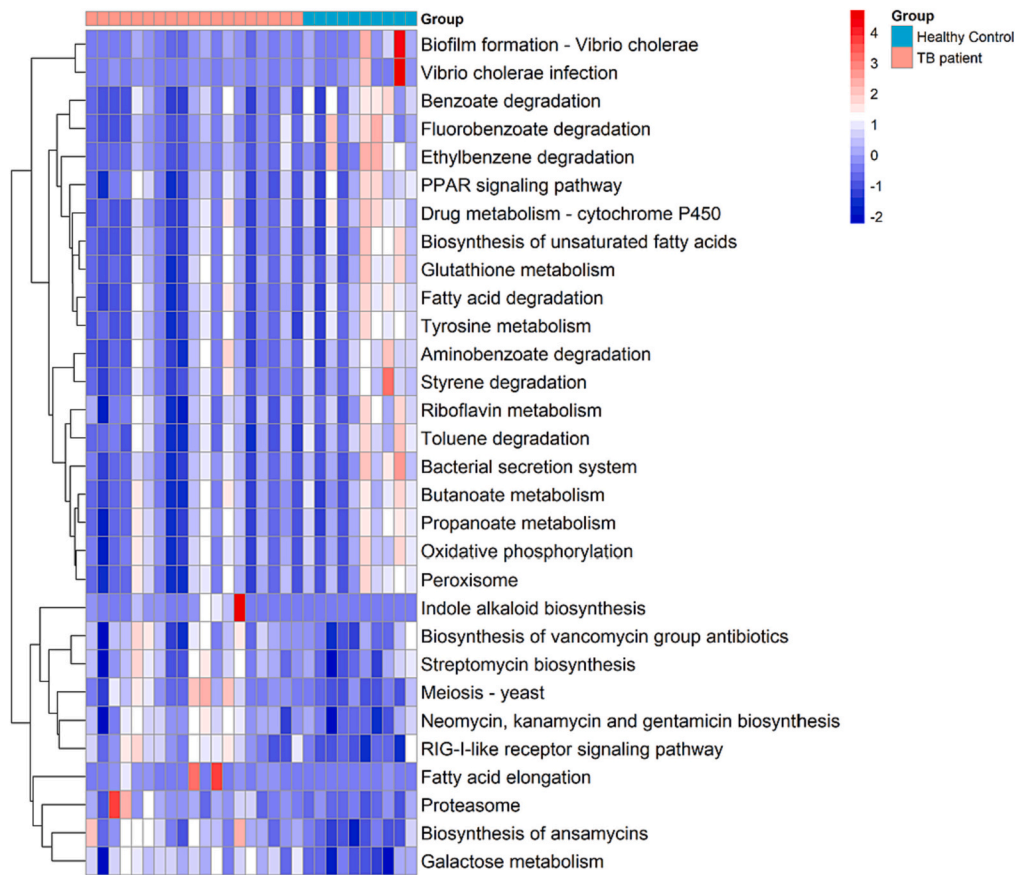 Group
Biofilm formation - Vibrio cholerae
Vibrio cholerae infection
Benzoate degradation
Fluorobenzoate degradation
Ethylbenzene degradation
PPAR signaling pathway
Drug metabolism - cytochrome P450
Biosynthesis of unsaturated fatty acids
Glutathione metabolism
Fatty acid degradation
Tyrosine metabolism
Aminobenzoate degradation
Styrene degradation
Riboflavin metabolism
Toluene degradation
Bacterial secretion system
Butanoate metabolism
Propanoate metabolism
Oxidative phosphorylation
Peroxisome
Indole alkaloid biosynthesis
Biosynthesis of vancomycin group antibiotics
Streptomycin biosynthesis
Meiosis - yeast
Neomycin, kanamycin and gentamicin biosynthesis
RIG-I-like receptor signaling pathway
Fatty acid elongation
Proteasome
Biosynthesis of ansamycins
Galactose metabolism
4
3
2
1
0
-1
-2
Group
Healthy Control
TB patient